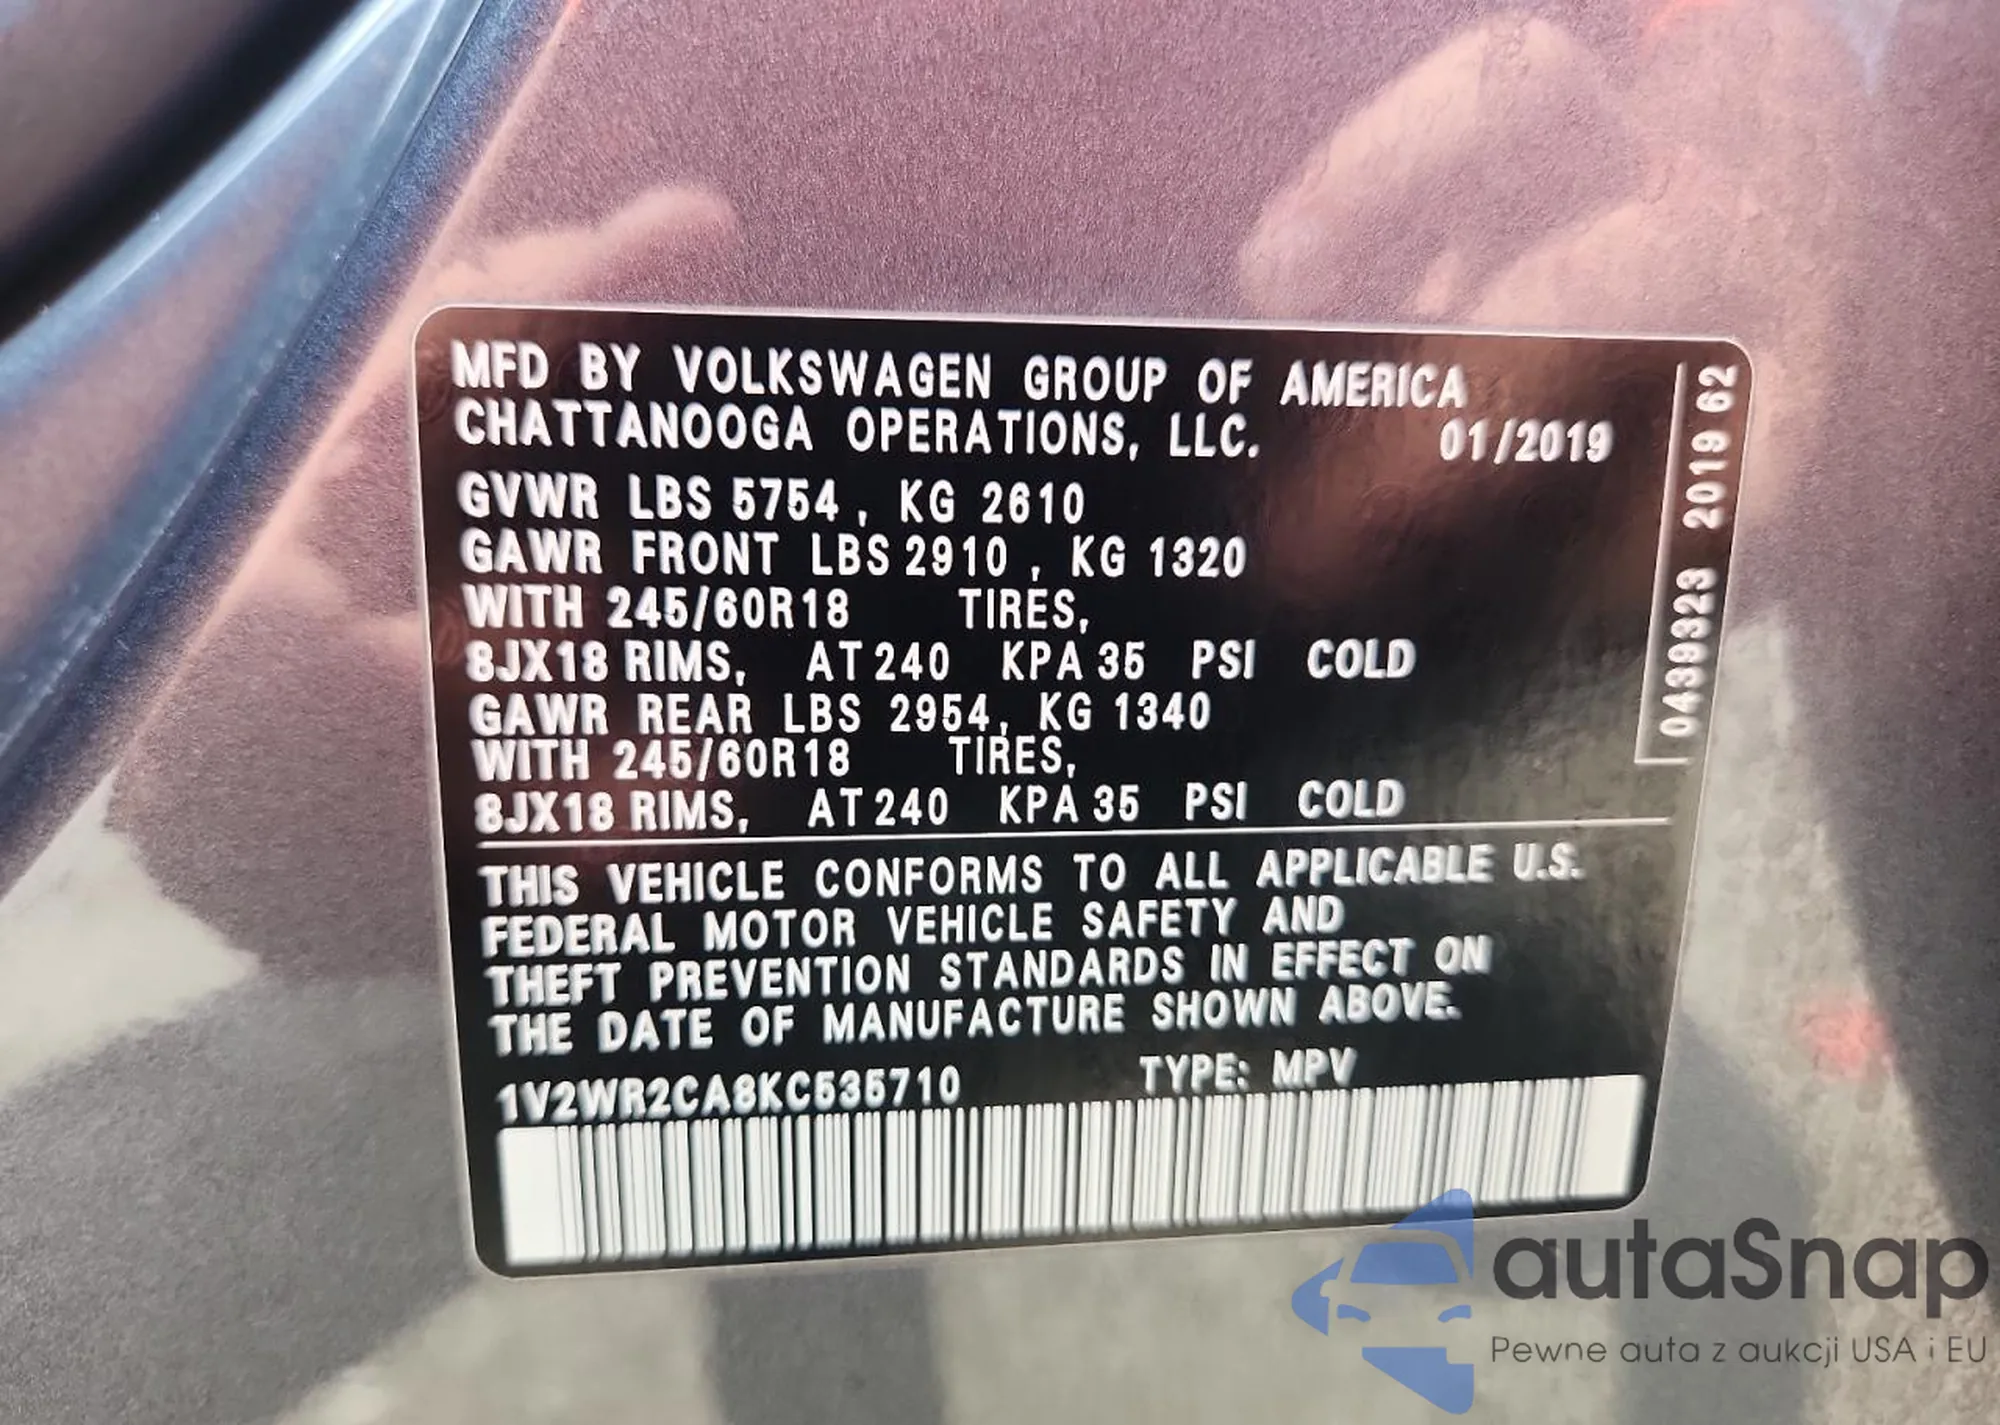 MFD BY VOLKSWAGEN GROUP OF AMERICA
CHATTANOOGA OPERATIONS, LLC. 01/2019
GVWR LBS 5754, KG 2610
GAWR FRONT LBS 2910, KG 1320
WITH 245/60R18 TIRES,
8JX18 RIMS, AT 240 KPA 35 PSI COLD
GAWR REAR LBS 2954, KG 1340
WITH 245/60R18 TIRES,
8JX18 RIMS, AT 240 KPA 35 PSI COLD
THIS VEHICLE CONFORMS TO ALL APPLICABLE U.S.
FEDERAL MOTOR VEHICLE SAFETY AND
THEFT PREVENTION STANDARDS IN EFFECT ON
THE DATE OF MANUFACTURE SHOWN ABOVE.
1V2WR2CA8KC535710 TYPE: MPV
0439323 2019 62
autaSnap
Pewne auta z aukcji USA i EU